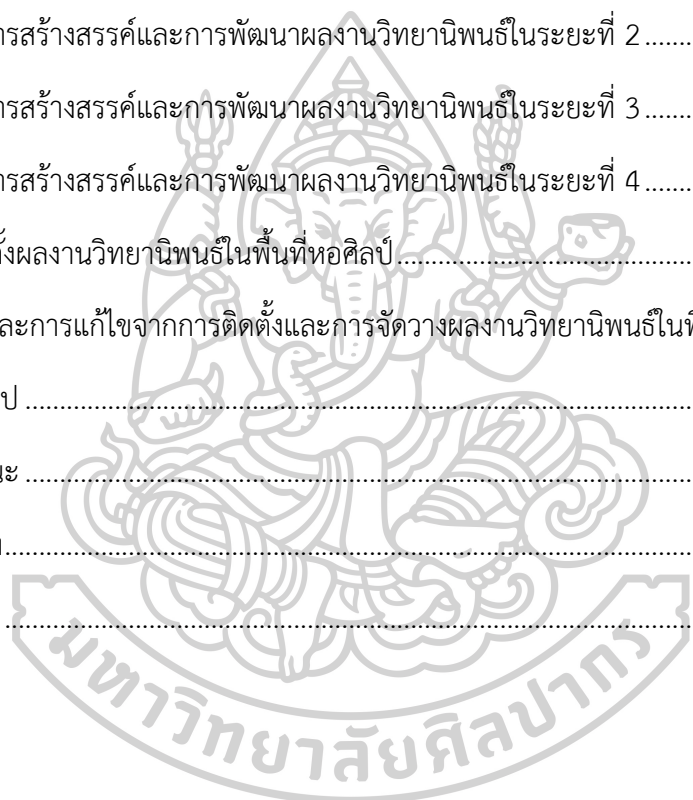 ารสร้างสรรค์และการพัฒนาผลงานวิทยานิพนธ์ในระยะที่ 2 .......
ารสร้างสรรค์และการพัฒนาผลงานวิทยานิพนธ์ในระยะที่ 3 .......
ารสร้างสรรค์และการพัฒนาผลงานวิทยานิพนธ์ในระยะที่ 4 .......
ั้งผลงานวิทยานิพนธ์ในพื้นที่หอศิลป์ ...........................................
ละการแก้ไขจากการติดตั้งและการจัดวางผลงานวิทยานิพนธ์ในพื
ป ...................................................................................................
นะ .................................................................................................
....................................................................................................
....................................................................................................
มหาวิทยาลัยศิลปากร